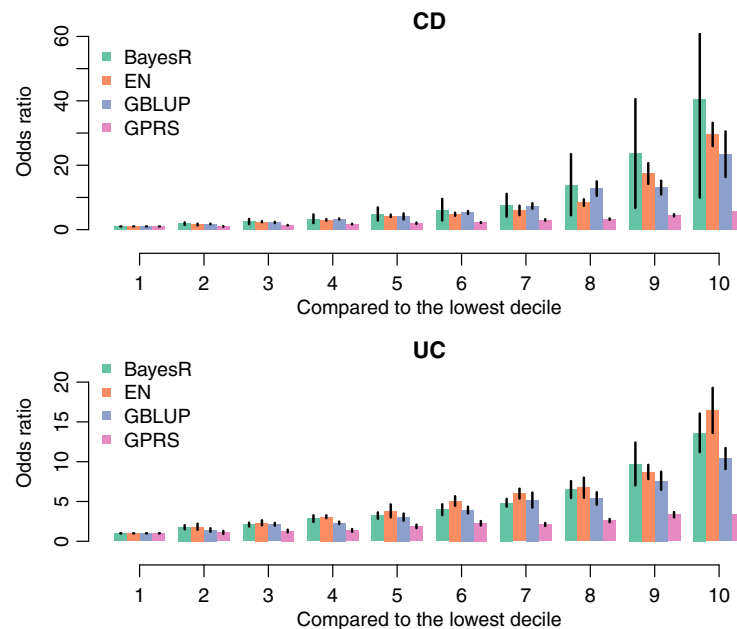 CD
60
40
20
0
Odds ratio
BayesR
EN
GBLUP
GPRS
1 2 3 4 5 6 7 8 9 10
Compared to the lowest decile
UC
20
15
10
5
0
Odds ratio
BayesR
EN
GBLUP
GPRS
1 2 3 4 5 6 7 8 9 10
Compared to the lowest decile